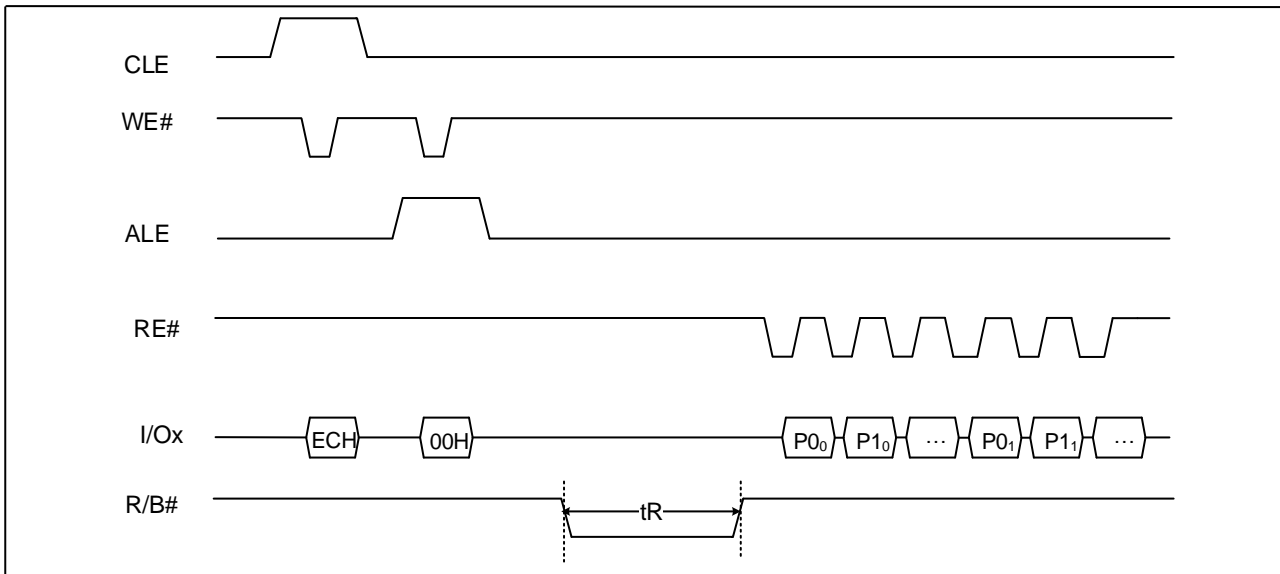 CLE
WE#
ALE
RE#
I/Ox ECH 00H P0₀ P1₀ ... P0₁ P1₁ ...
R/B# tR